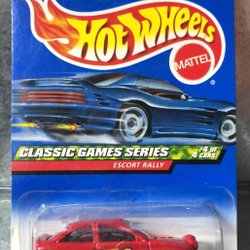 Hot Wheels
MATTEL
CLASSIC GAMES SERIES
#4 of
4 CARS
ESCORT RALLY